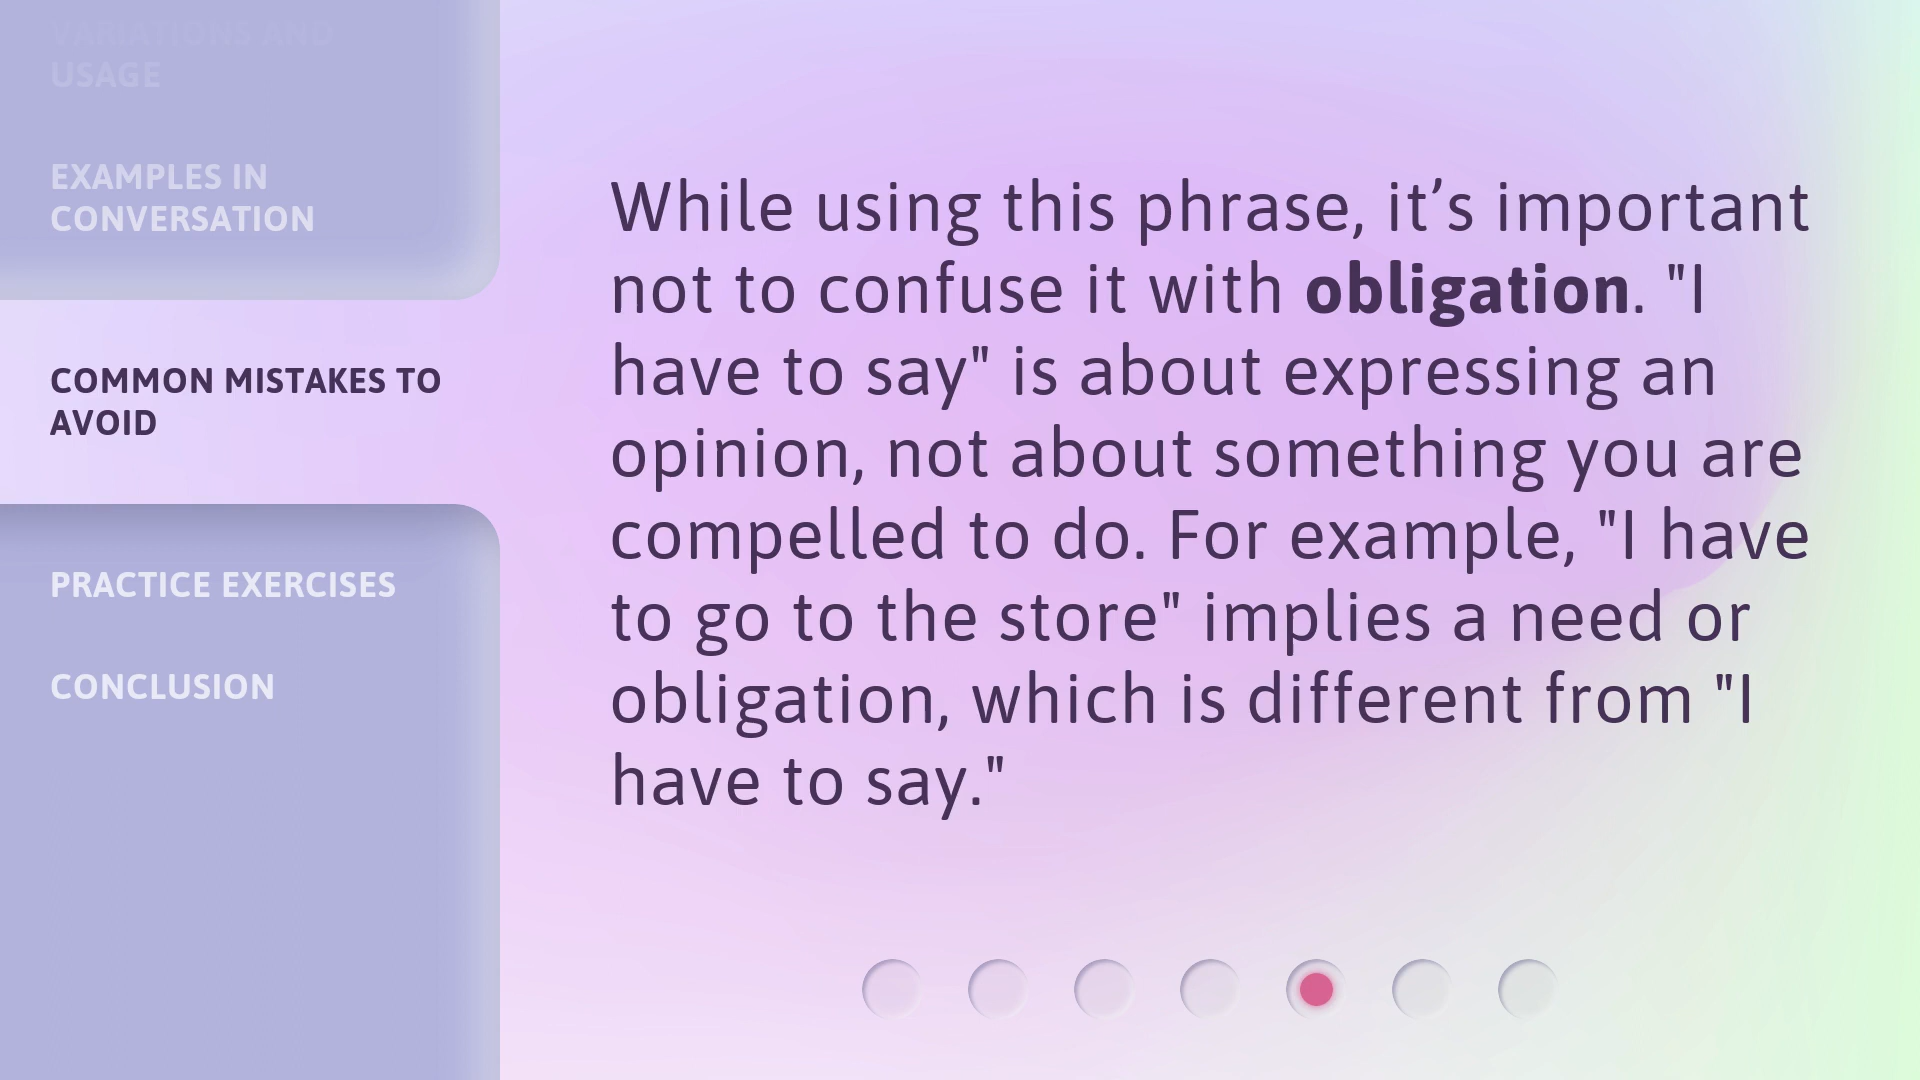 VARIATIONS AND
USAGE
EXAMPLES IN
CONVERSATION
COMMON MISTAKES TO
AVOID
PRACTICE EXERCISES
CONCLUSION
While using this phrase, it’s important
not to confuse it with obligation. "I
have to say" is about expressing an
opinion, not about something you are
compelled to do. For example, "I have
to go to the store" implies a need or
obligation, which is different from "I
have to say."